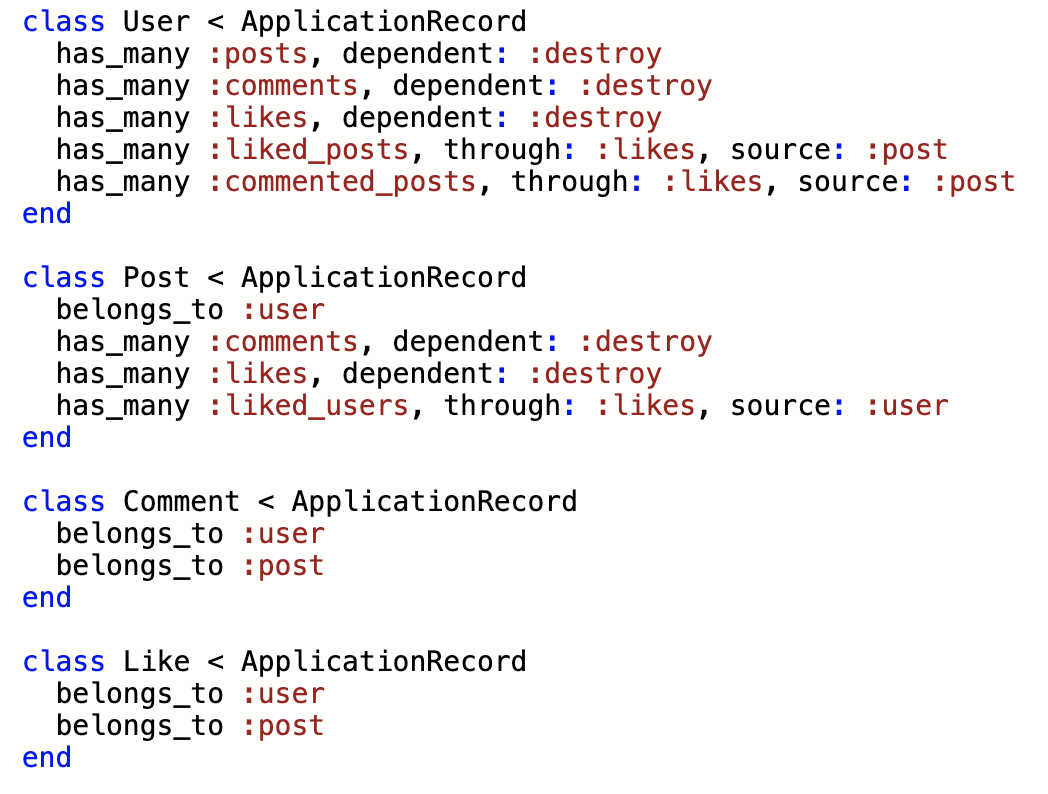 class User < ApplicationRecord
  has_many :posts, dependent: :destroy
  has_many :comments, dependent: :destroy
  has_many :likes, dependent: :destroy
  has_many :liked_posts, through: :likes, source: :post
  has_many :commented_posts, through: :likes, source: :post
end

class Post < ApplicationRecord
  belongs_to :user
  has_many :comments, dependent: :destroy
  has_many :likes, dependent: :destroy
  has_many :liked_users, through: :likes, source: :user
end

class Comment < ApplicationRecord
  belongs_to :user
  belongs_to :post
end

class Like < ApplicationRecord
  belongs_to :user
  belongs_to :post
end